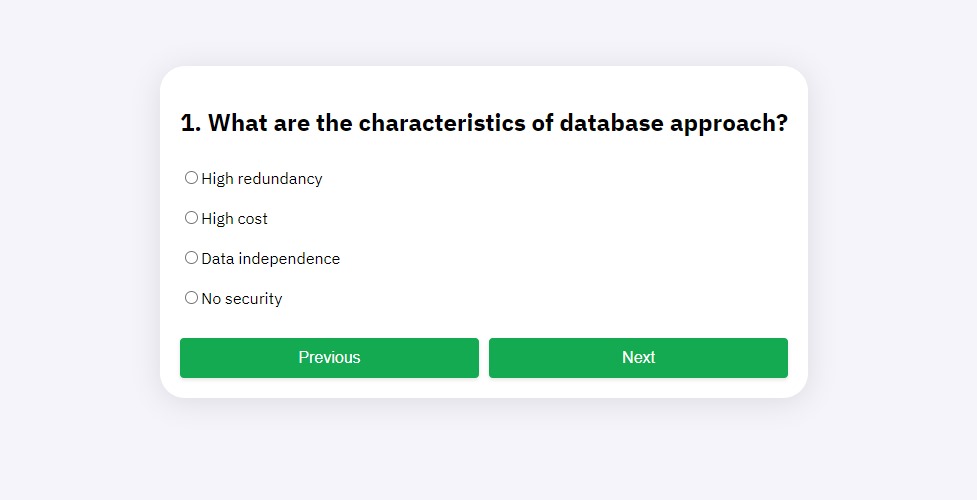 1. What are the characteristics of database approach?
High redundancy
High cost
Data independence
No security
Previous Next